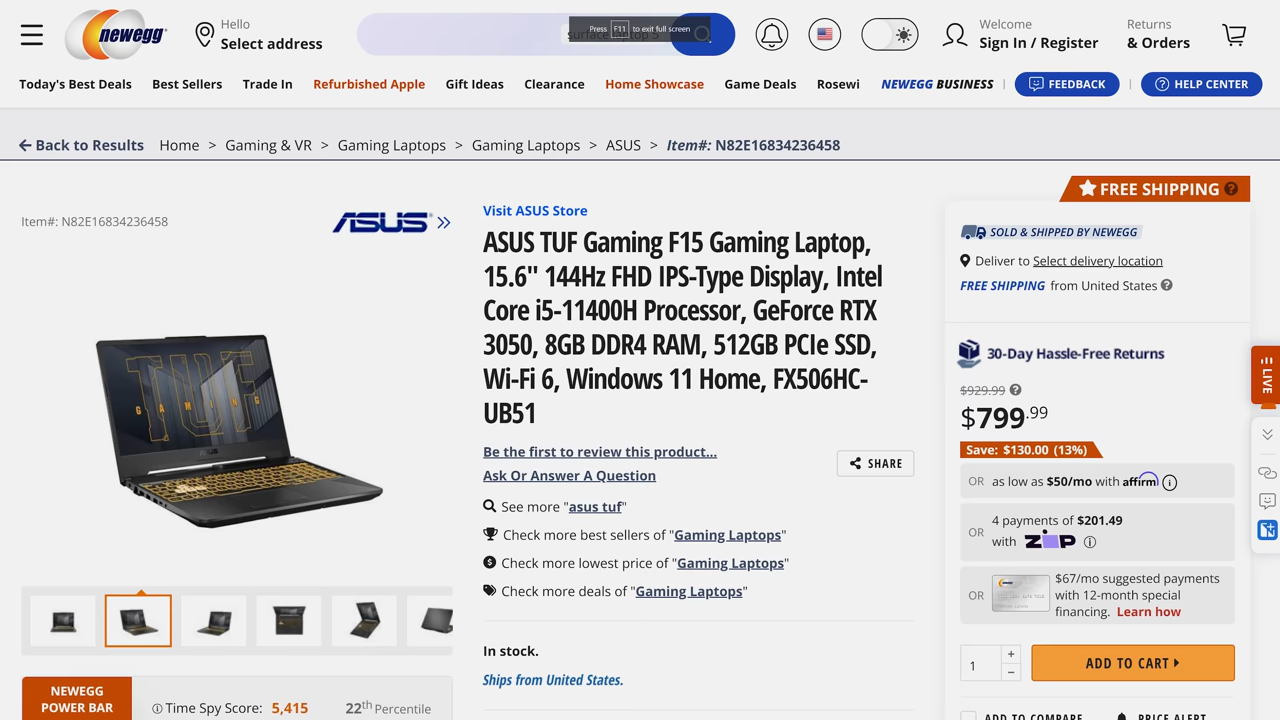 newegg
Hello
Select address
Press F11 to exit full screen
Welcome
Sign In / Register
Returns
& Orders
Today's Best Deals
Best Sellers
Trade In
Refurbished Apple
Gift Ideas
Clearance
Home Showcase
Game Deals
Rosewi
NEWEGG BUSINESS
FEEDBACK
HELP CENTER
Back to Results
Home > Gaming & VR > Gaming Laptops > Gaming Laptops > ASUS > Item#: N82E16834236458
Item#: N82E16834236458
ASUS
TUF
GAMING
Visit ASUS Store
ASUS TUF Gaming F15 Gaming Laptop,
15.6" 144Hz FHD IPS-Type Display, Intel
Core i5-11400H Processor, GeForce RTX
3050, 8GB DDR4 RAM, 512GB PCIe SSD,
Wi-Fi 6, Windows 11 Home, FX506HC-
UB51
Be the first to review this product...
Ask Or Answer A Question
SHARE
See more "asus tuf"
Check more best sellers of "Gaming Laptops"
Check more lowest price of "Gaming Laptops"
Check more deals of "Gaming Laptops"
In stock.
Ships from United States.
NEWEGG
POWER BAR
Time Spy Score: 5,415
22th Percentile
FREE SHIPPING
SOLD & SHIPPED BY NEWEGG
Deliver to Select delivery location
FREE SHIPPING from United States
30-Day Hassle-Free Returns
$929.99
$799.99
Save: $130.00 (13%)
OR as low as $50/mo with affirm
OR 4 payments of $201.49
with ZIP
OR $67/mo suggested payments
with 12-month special
financing. Learn how
1
ADD TO CART
ADD TO COMPARE
PRICE ALERT
LIVE